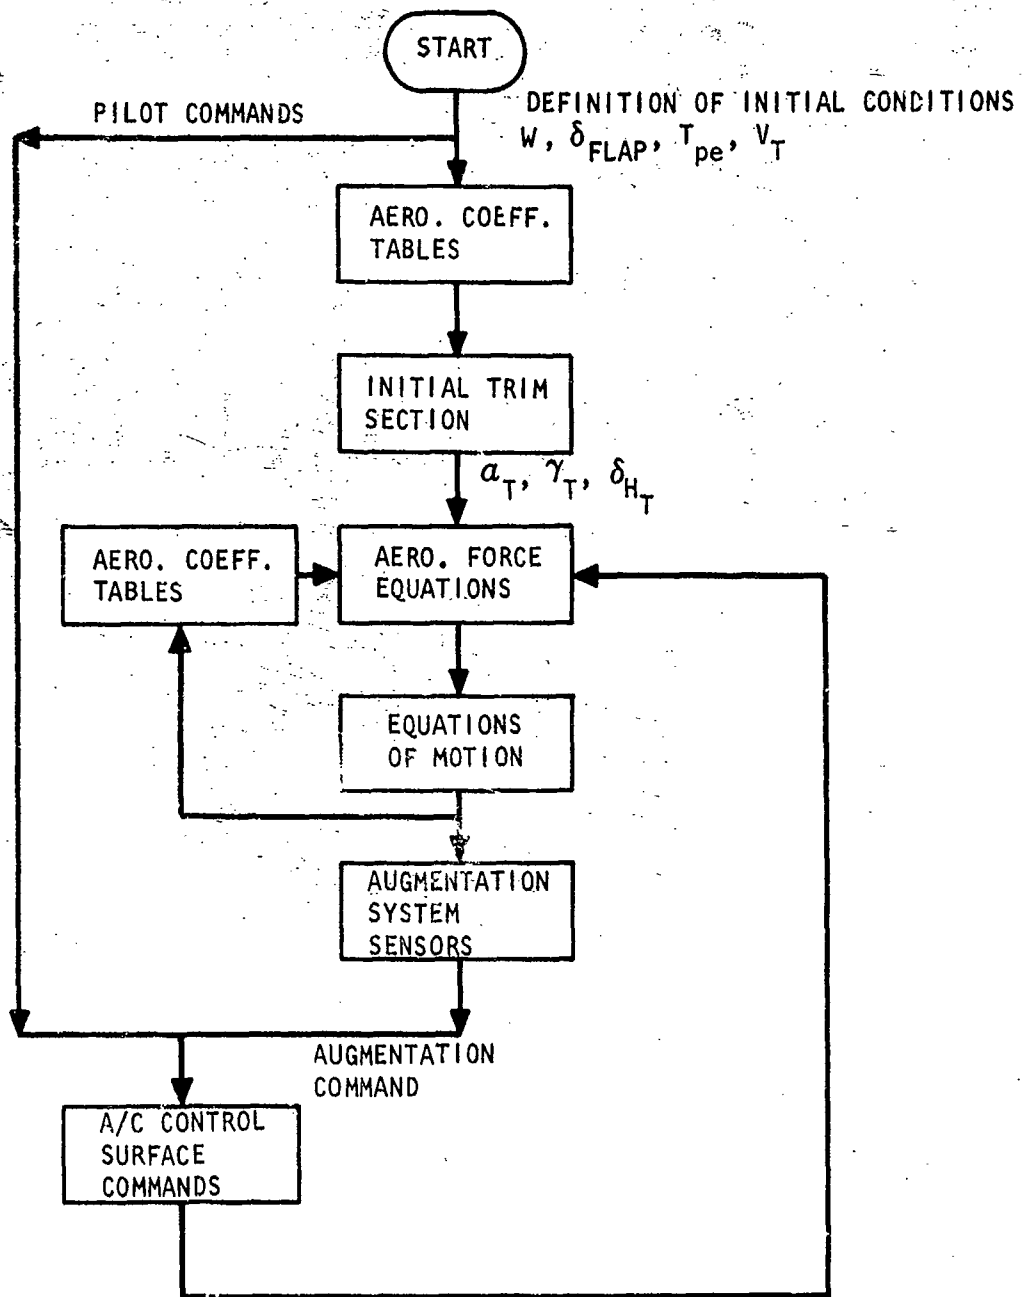 START
PILOT COMMANDS
DEFINITION OF INITIAL CONDITIONS
W, δFLAP, Tpe, VT
AERO. COEFF.
TABLES
INITIAL TRIM
SECTION
αT, γT, δHT
AERO. COEFF.
TABLES
AERO. FORCE
EQUATIONS
EQUATIONS
OF MOTION
AUGMENTATION
SYSTEM
SENSORS
AUGMENTATION
COMMAND
A/C CONTROL
SURFACE
COMMANDS